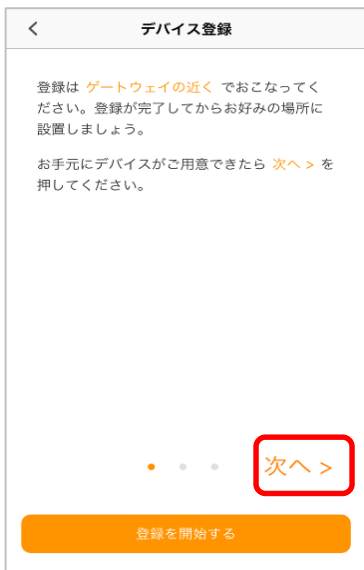 デバイス登録
登録は ゲートウェイの近く でおこなってく
ださい。登録が完了してからお好みの場所に
設置しましょう。
お手元にデバイスがご用意できたら 次へ > を
押してください。
次へ >
登録を開始する